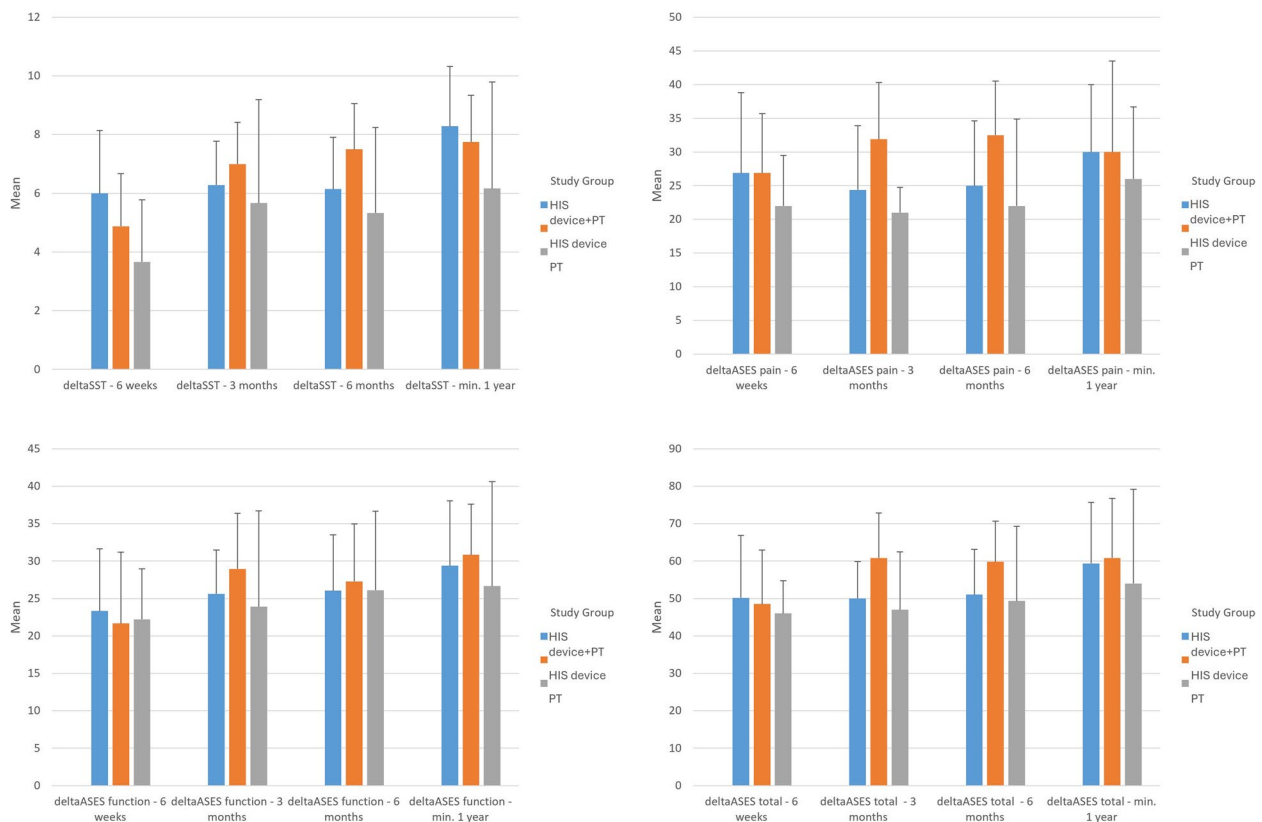 12
10
8
6
4
2
0
Mean
deltaSST - 6 weeks
deltaSST - 3 months
deltaSST - 6 months
deltaSST - min. 1 year
Study Group
HIS
device+PT
HIS device
PT
50
45
40
35
30
25
20
15
10
5
0
Mean
deltaASES pain - 6
weeks
deltaASES pain - 3
months
deltaASES pain - 6
months
deltaASES pain - min.
1 year
Study Group
HIS
device+PT
HIS device
PT
45
40
35
30
25
20
15
10
5
0
Mean
deltaASES function - 6
weeks
deltaASES function - 3
months
deltaASES function - 6
months
deltaASES function -
min. 1 year
Study Group
HIS
device+PT
HIS device
PT
90
80
70
60
50
40
30
20
10
0
Mean
deltaASES total - 6
weeks
deltaASES total - 3
months
deltaASES total - 6
months
deltaASES total - min.
1 year
Study Group
HIS
device+PT
HIS device
PT